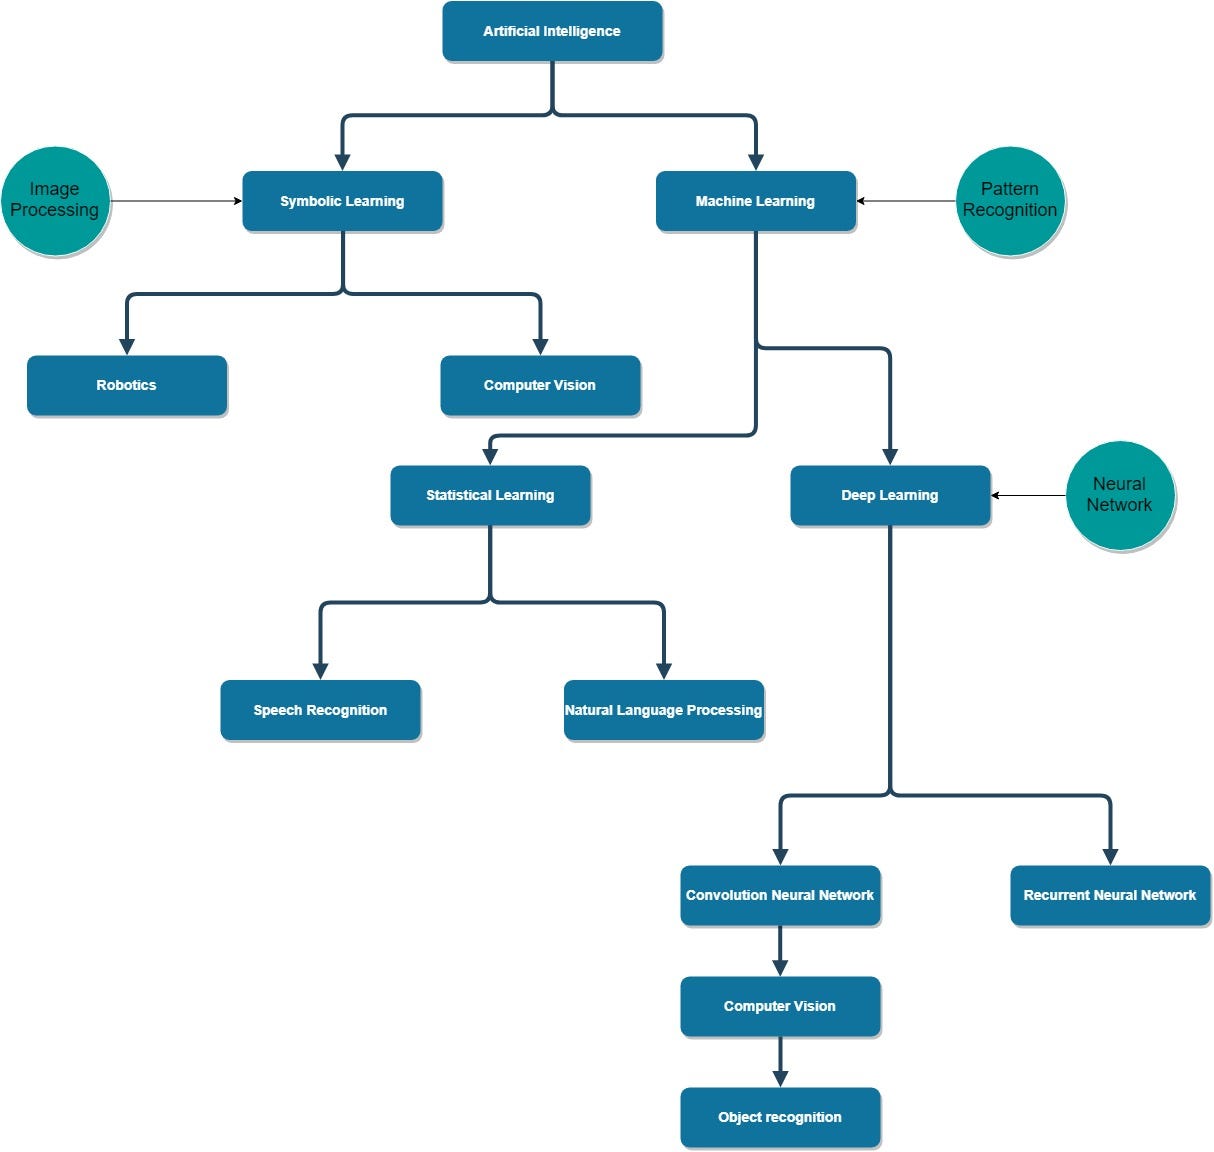 Artificial Intelligence
Image
Processing
Symbolic Learning
Machine Learning
Pattern
Recognition
Robotics
Computer Vision
Statistical Learning
Deep Learning
Neural
Network
Speech Recognition
Natural Language Processing
Convolution Neural Network
Recurrent Neural Network
Computer Vision
Object recognition